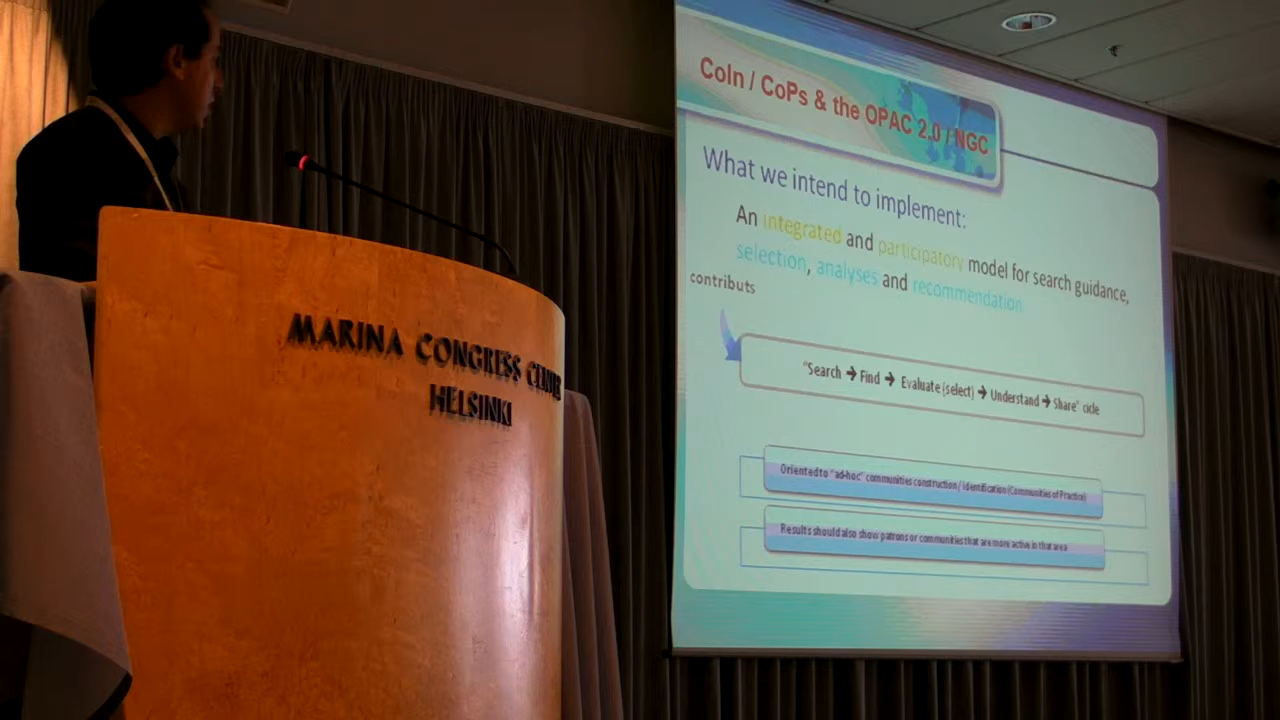 MARINA CONGRESS CENTER
HELSINKI
CoIn / CoPs & the OPAC 2.0 / NGC
What we intend to implement:
An integrated and participatory model for search guidance,
selection, analyses and recommendation
contributs
"Search → Find → Evaluate (select) → Understand → Share" cicle
Oriented to "ad-hoc" communities construction / identification (Communities of Practice)
Results should also show patrons or communities that are more active in that area